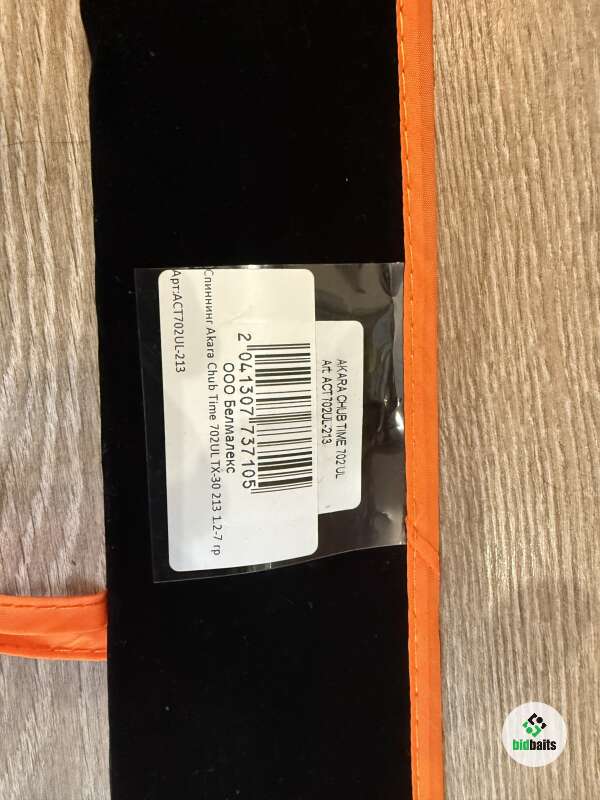 AKARA CHUB TIME 702UL
Art: ACT702UL-213
2 041307 737105
ООО Белмалекс
Спиннинг Akara Chub Time 702UL TX-30 213 1.2-7 гр
Арт:ACT702UL-213
bidbaits